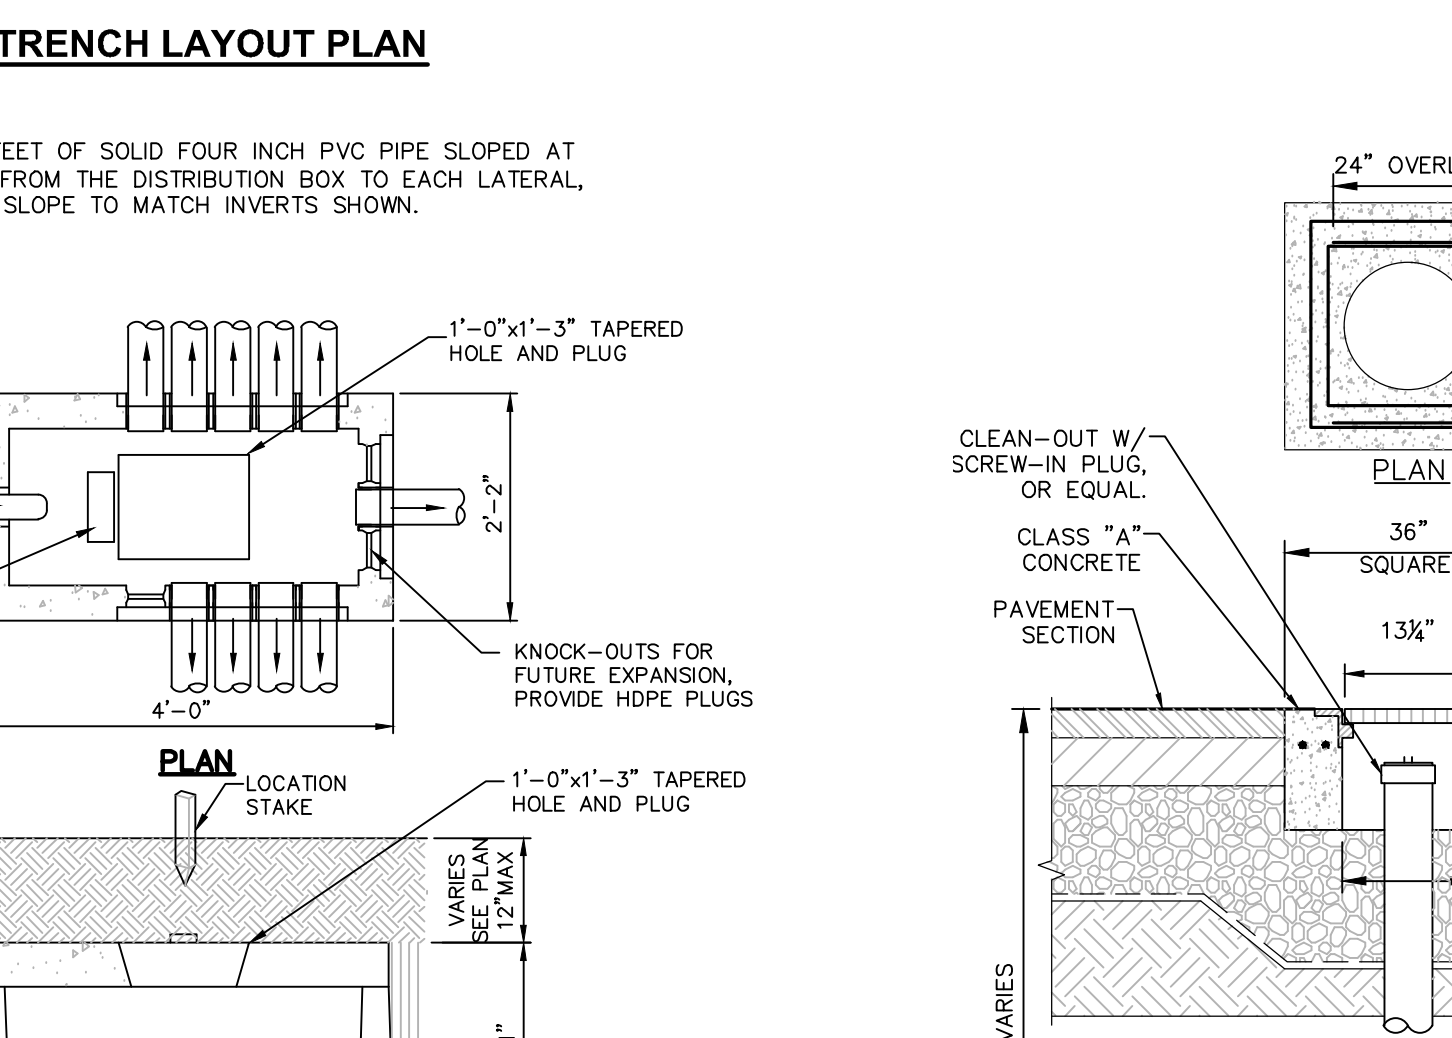 TRENCH LAYOUT PLAN
FEET OF SOLID FOUR INCH PVC PIPE SLOPED AT
FROM THE DISTRIBUTION BOX TO EACH LATERAL,
SLOPE TO MATCH INVERTS SHOWN.
1'-0"x1'-3" TAPERED
HOLE AND PLUG
2'-2"
KNOCK-OUTS FOR
FUTURE EXPANSION,
PROVIDE HDPE PLUGS
4'-0"
PLAN
LOCATION
STAKE
1'-0"x1'-3" TAPERED
HOLE AND PLUG
VARIES
SEE PLAN
12"MAX
24" OVERL
PLAN
CLEAN-OUT W/
SCREW-IN PLUG,
OR EQUAL.
CLASS "A"
CONCRETE
PAVEMENT
SECTION
36"
SQUARE
13¼"
VARIES